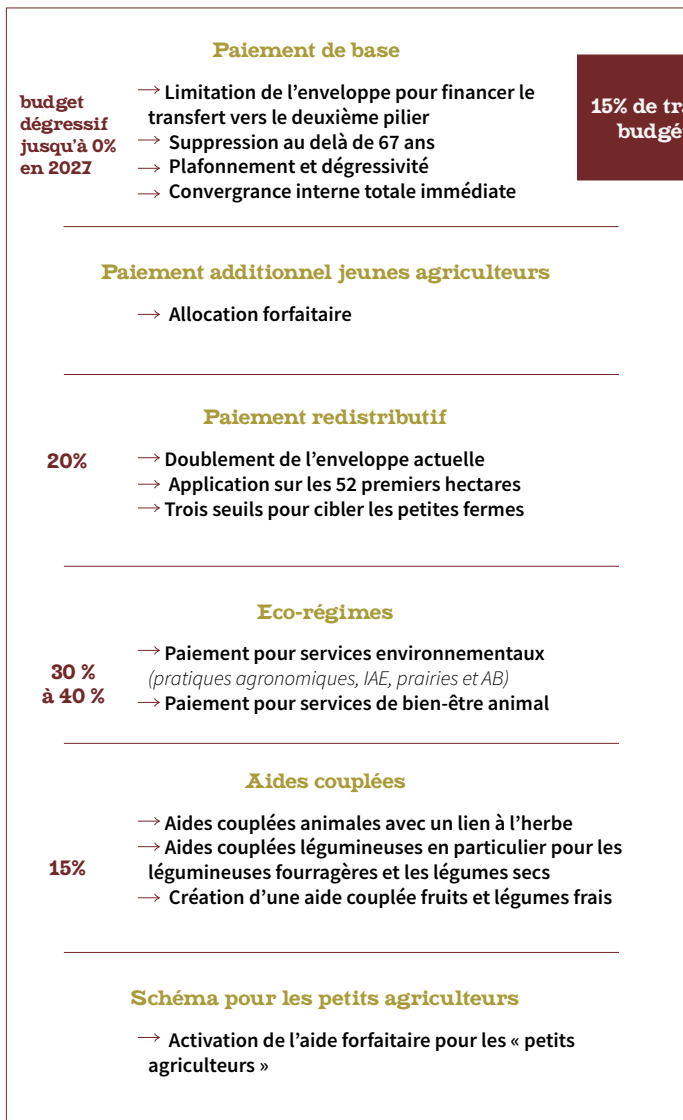 Paiement de base
budget
dégressif
jusqu'à 0%
en 2027
→ Limitation de l'enveloppe pour financer le
transfert vers le deuxième pilier
→ Suppression au delà de 67 ans
→ Plafonnement et dégressivité
→ Convergrance interne totale immédiate
15% de
Paiement additionnel jeunes agriculteurs
→ Allocation forfaitaire
Paiement redistributif
20%
→ Doublement de l'enveloppe actuelle
→ Application sur les 52 premiers hectares
→ Trois seuils pour cibler les petites fermes
Eco-régimes
30 %
à 40 %
→ Paiement pour services environnementaux
(pratiques agronomiques, IAE, prairies et AB)
→ Paiement pour services de bien-être animal
Aides couplées
15%
→ Aides couplées animales avec un lien à l'herbe
→ Aides couplées légumineuses en particulier pour les
légumineuses fourragères et les légumes secs
→ Création d'une aide couplée fruits et légumes frais
Schéma pour les petits agriculteurs
→ Activation de l'aide forfaitaire pour les « petits
agriculteurs »